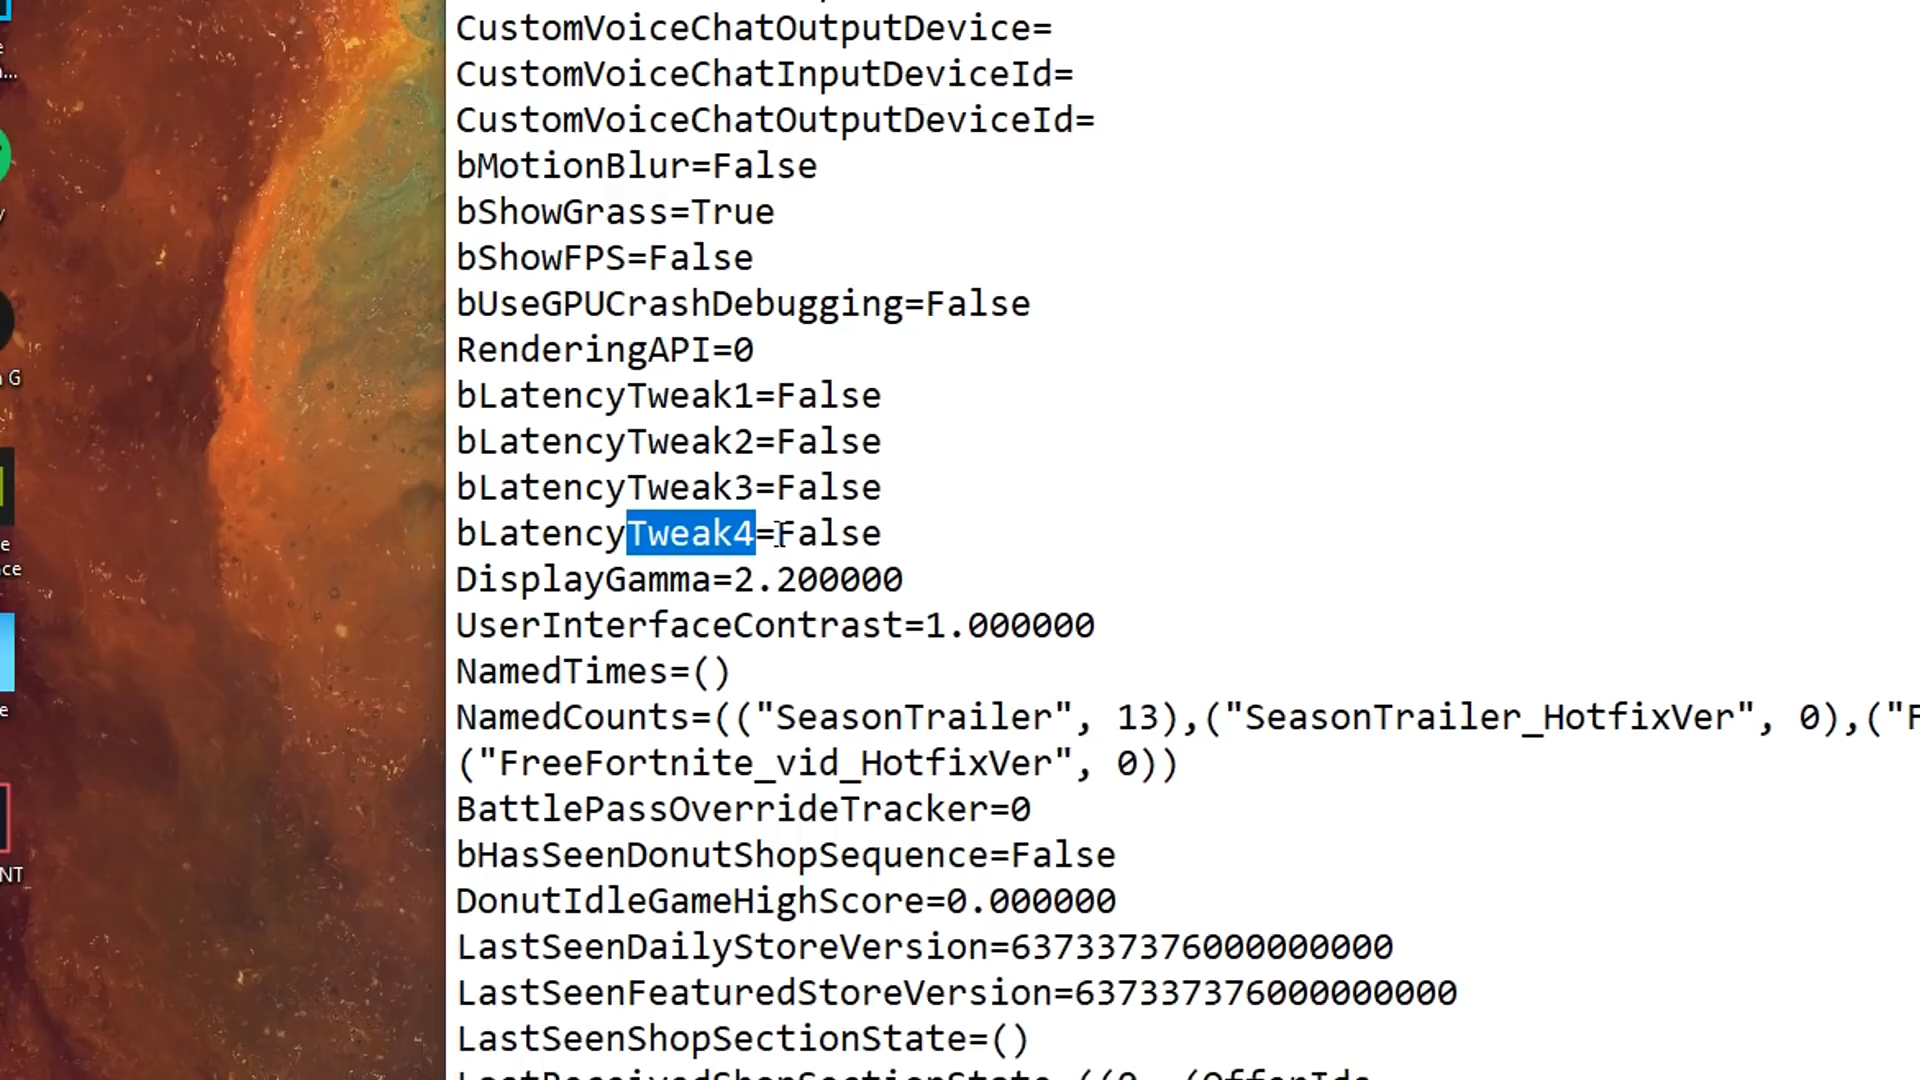 CustomVoiceChatOutputDevice=
CustomVoiceChatInputDeviceId=
CustomVoiceChatOutputDeviceId=
bMotionBlur=False
bShowGrass=True
bShowFPS=False
bUseGPUCrashDebugging=False
RenderingAPI=0
bLatencyTweak1=False
bLatencyTweak2=False
bLatencyTweak3=False
bLatencyTweak4=False
DisplayGamma=2.200000
UserInterfaceContrast=1.000000
NamedTimes=()
NamedCounts=(("SeasonTrailer", 13),("SeasonTrailer_HotfixVer", 0),("F
("FreeFortnite_vid_HotfixVer", 0))
BattlePassOverrideTracker=0
bHasSeenDonutShopSequence=False
DonutIdleGameHighScore=0.000000
LastSeenDailyStoreVersion=637337376000000000
LastSeenFeaturedStoreVersion=637337376000000000
LastSeenShopSectionState=()